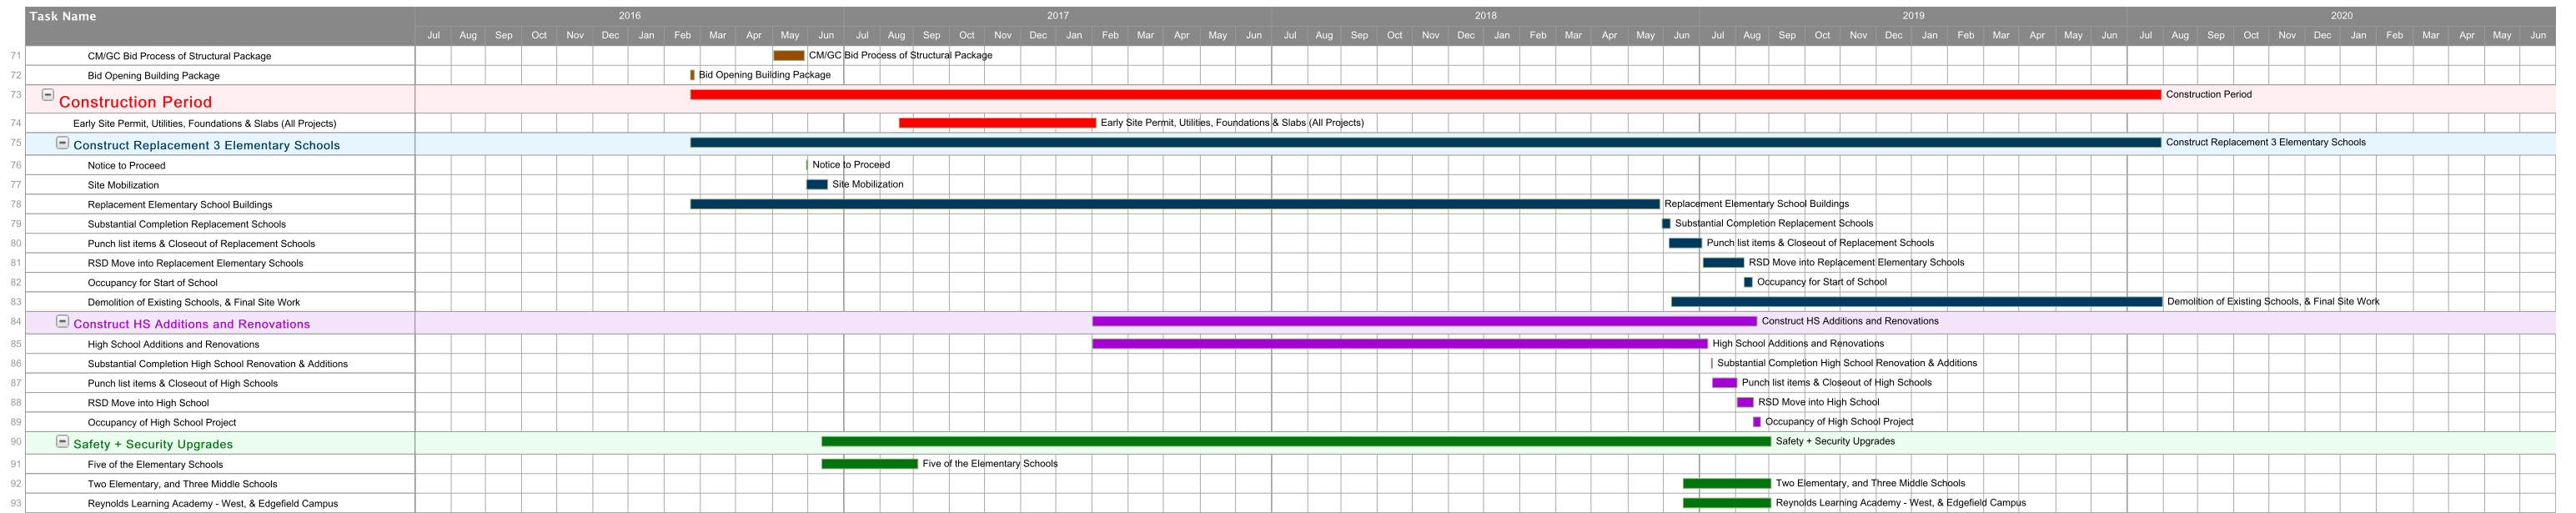 Task Name 2016 2017 2018 2019 2020
Jul Aug Sep Oct Nov Dec Jan Feb Mar Apr May Jun Jul Aug Sep Oct Nov Dec Jan Feb Mar Apr May Jun Jul Aug Sep Oct Nov Dec Jan Feb Mar Apr May Jun Jul Aug Sep Oct Nov Dec Jan Feb Mar Apr May Jun Jul Aug Sep Oct Nov Dec Jan Feb Mar Apr May Jun
71 CM/GC Bid Process of Structural Package CM/GC Bid Process of Structural Package
72 Bid Opening Building Package Bid Opening Building Package
73 Construction Period Construction Period
74 Early Site Permit, Utilities, Foundations & Slabs (All Projects) Early Site Permit, Utilities, Foundations & Slabs (All Projects)
75 Construct Replacement 3 Elementary Schools Construct Replacement 3 Elementary Schools
76 Notice to Proceed Notice to Proceed
77 Site Mobilization Site Mobilization
78 Replacement Elementary School Buildings Replacement Elementary School Buildings
79 Substantial Completion Replacement Schools Substantial Completion Replacement Schools
80 Punch list items & Closeout of Replacement Schools Punch list items & Closeout of Replacement Schools
81 RSD Move into Replacement Elementary Schools RSD Move into Replacement Elementary Schools
82 Occupancy for Start of School Occupancy for Start of School
83 Demolition of Existing Schools, & Final Site Work Demolition of Existing Schools, & Final Site Work
84 Construct HS Additions and Renovations Construct HS Additions and Renovations
85 High School Additions and Renovations High School Additions and Renovations
86 Substantial Completion High School Renovation & Additions Substantial Completion High School Renovation & Additions
87 Punch list items & Closeout of High Schools Punch list items & Closeout of High Schools
88 RSD Move into High School RSD Move into High School
89 Occupancy of High School Project Occupancy of High School Project
90 Safety + Security Upgrades Safety + Security Upgrades
91 Five of the Elementary Schools Five of the Elementary Schools
92 Two Elementary, and Three Middle Schools Two Elementary, and Three Middle Schools
93 Reynolds Learning Academy - West, & Edgefield Campus Reynolds Learning Academy - West, & Edgefield Campus